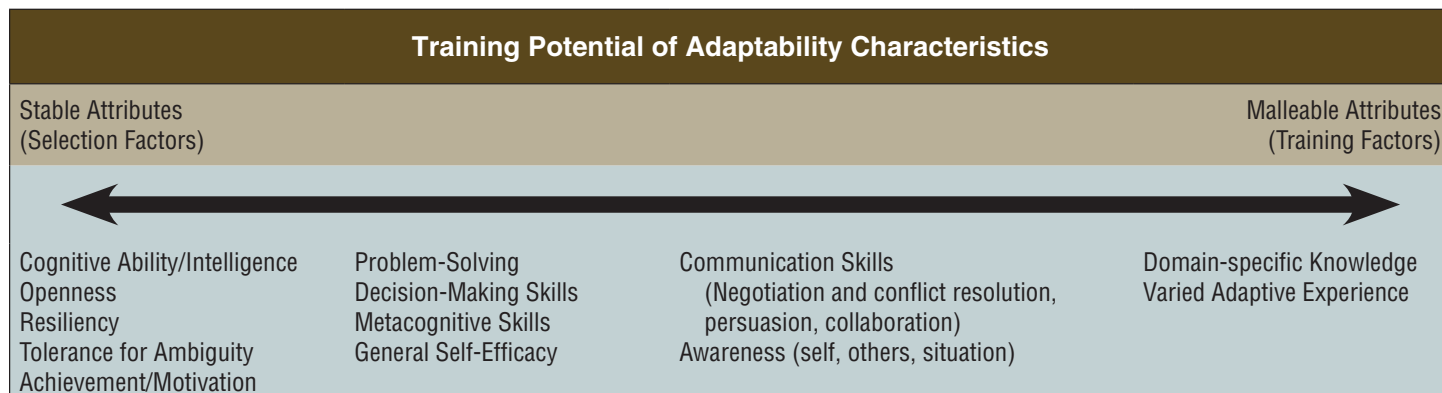 Training Potential of Adaptability Characteristics
Stable Attributes
(Selection Factors)
Malleable Attributes
(Training Factors)
Cognitive Ability/Intelligence
Openness
Resiliency
Tolerance for Ambiguity
Achievement/Motivation
Problem-Solving
Decision-Making Skills
Metacognitive Skills
General Self-Efficacy
Communication Skills
(Negotiation and conflict resolution,
persuasion, collaboration)
Awareness (self, others, situation)
Domain-specific Knowledge
Varied Adaptive Experience